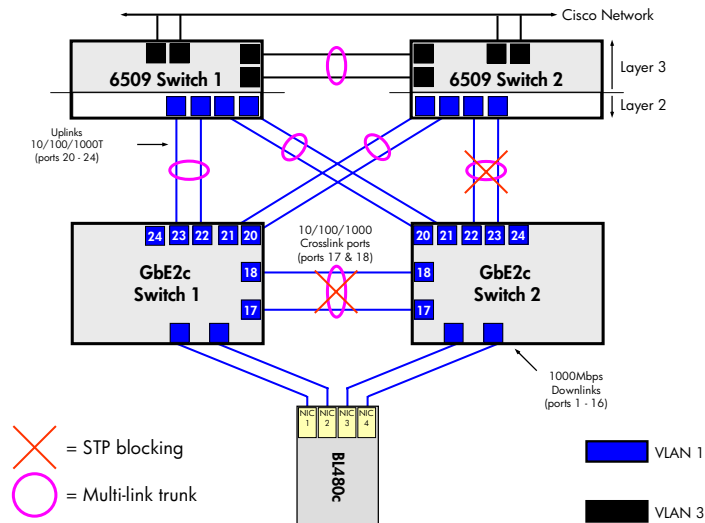 Cisco Network
6509 Switch 1
6509 Switch 2
Layer 3
Layer 2
Uplinks
10/100/1000T
(ports 20 - 24)
24 23 22 21 20
10/100/1000
Crosslink ports
(ports 17 & 18)
20 21 22 23 24
GbE2c
Switch 1
18
17
18
17
GbE2c
Switch 2
1000Mbps
Downlinks
(ports 1 - 16)
NIC
1
NIC
2
NIC
3
NIC
4
BL480c
= STP blocking
= Multi-link trunk
VLAN 1
VLAN 3